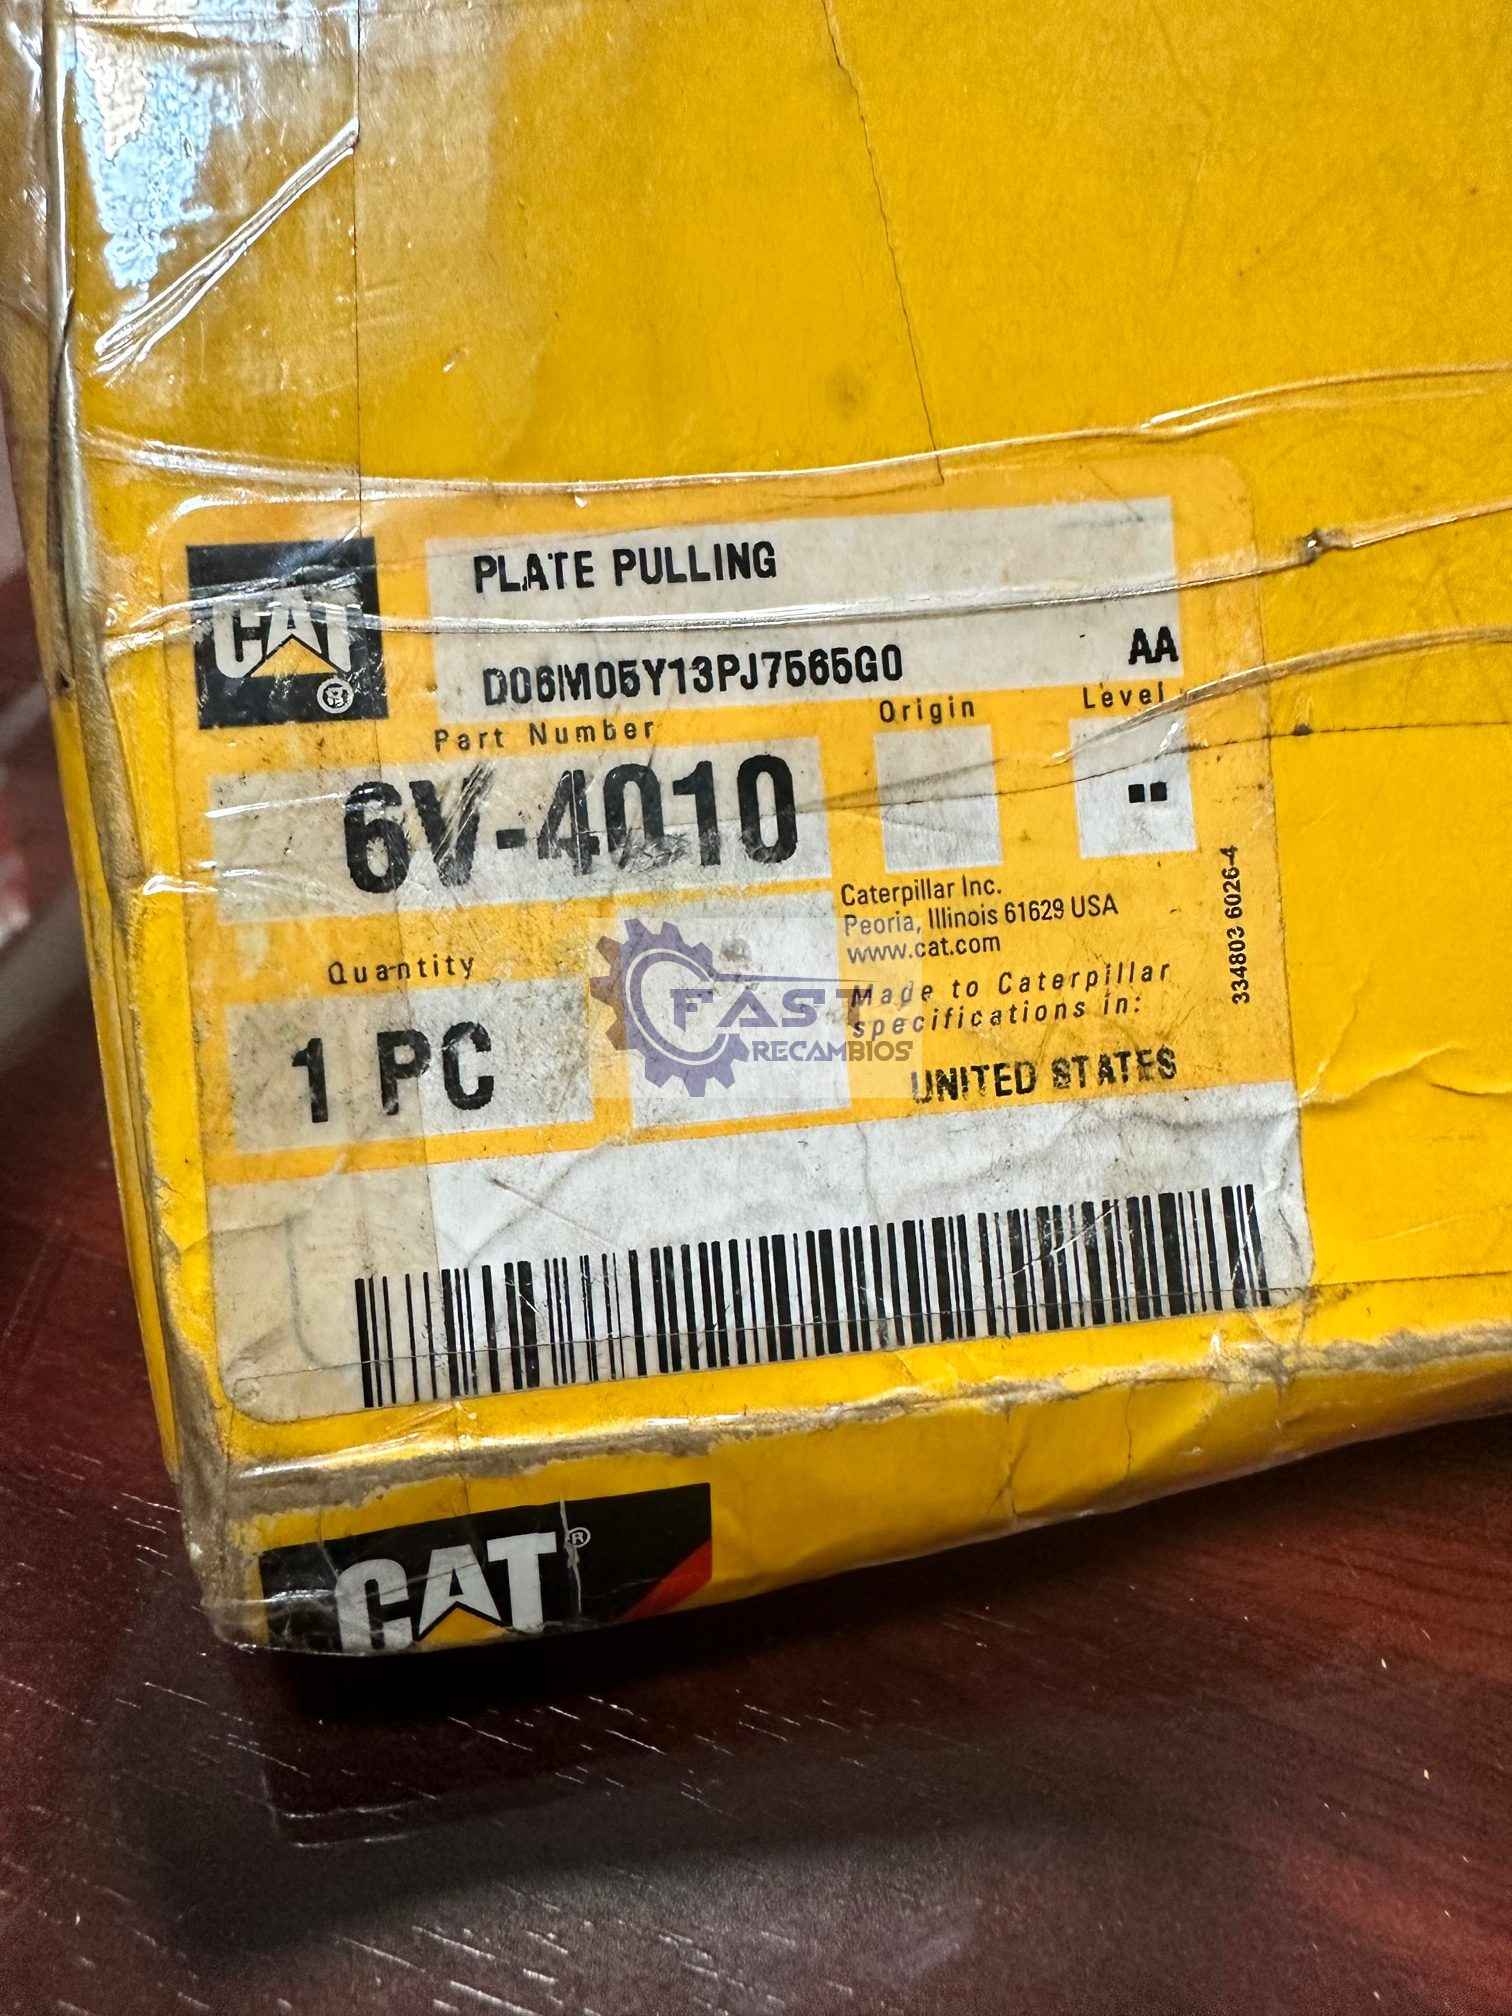 PLATE PULLING
CAT
D06M05Y13PJ7565G0
AA
Part Number
Origin
Level
6V-4010
Caterpillar Inc.
Peoria, Illinois 61629 USA
www.cat.com
334803 6026-4
Quantity
1 PC
Made to Caterpillar
specifications in:
UNITED STATES
FAST
RECAMBIOS
CAT®